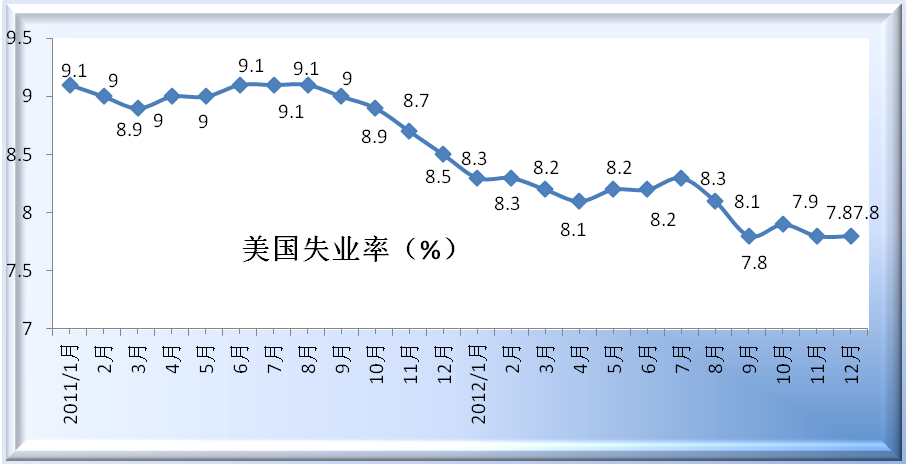 9.5
9
8.5
8
7.5
7
9.1
9
8.9
9
9
9.1
9.1
9.1
9
8.9
8.7
8.5
8.3
8.3
8.2
8.1
8.2
8.2
8.3
8.1
7.8
7.9
7.8
7.8
美国失业率（%）
2011/1月
2月
3月
4月
5月
6月
7月
8月
9月
10月
11月
12月
2012/1月
2月
3月
4月
5月
6月
7月
8月
9月
10月
11月
12月